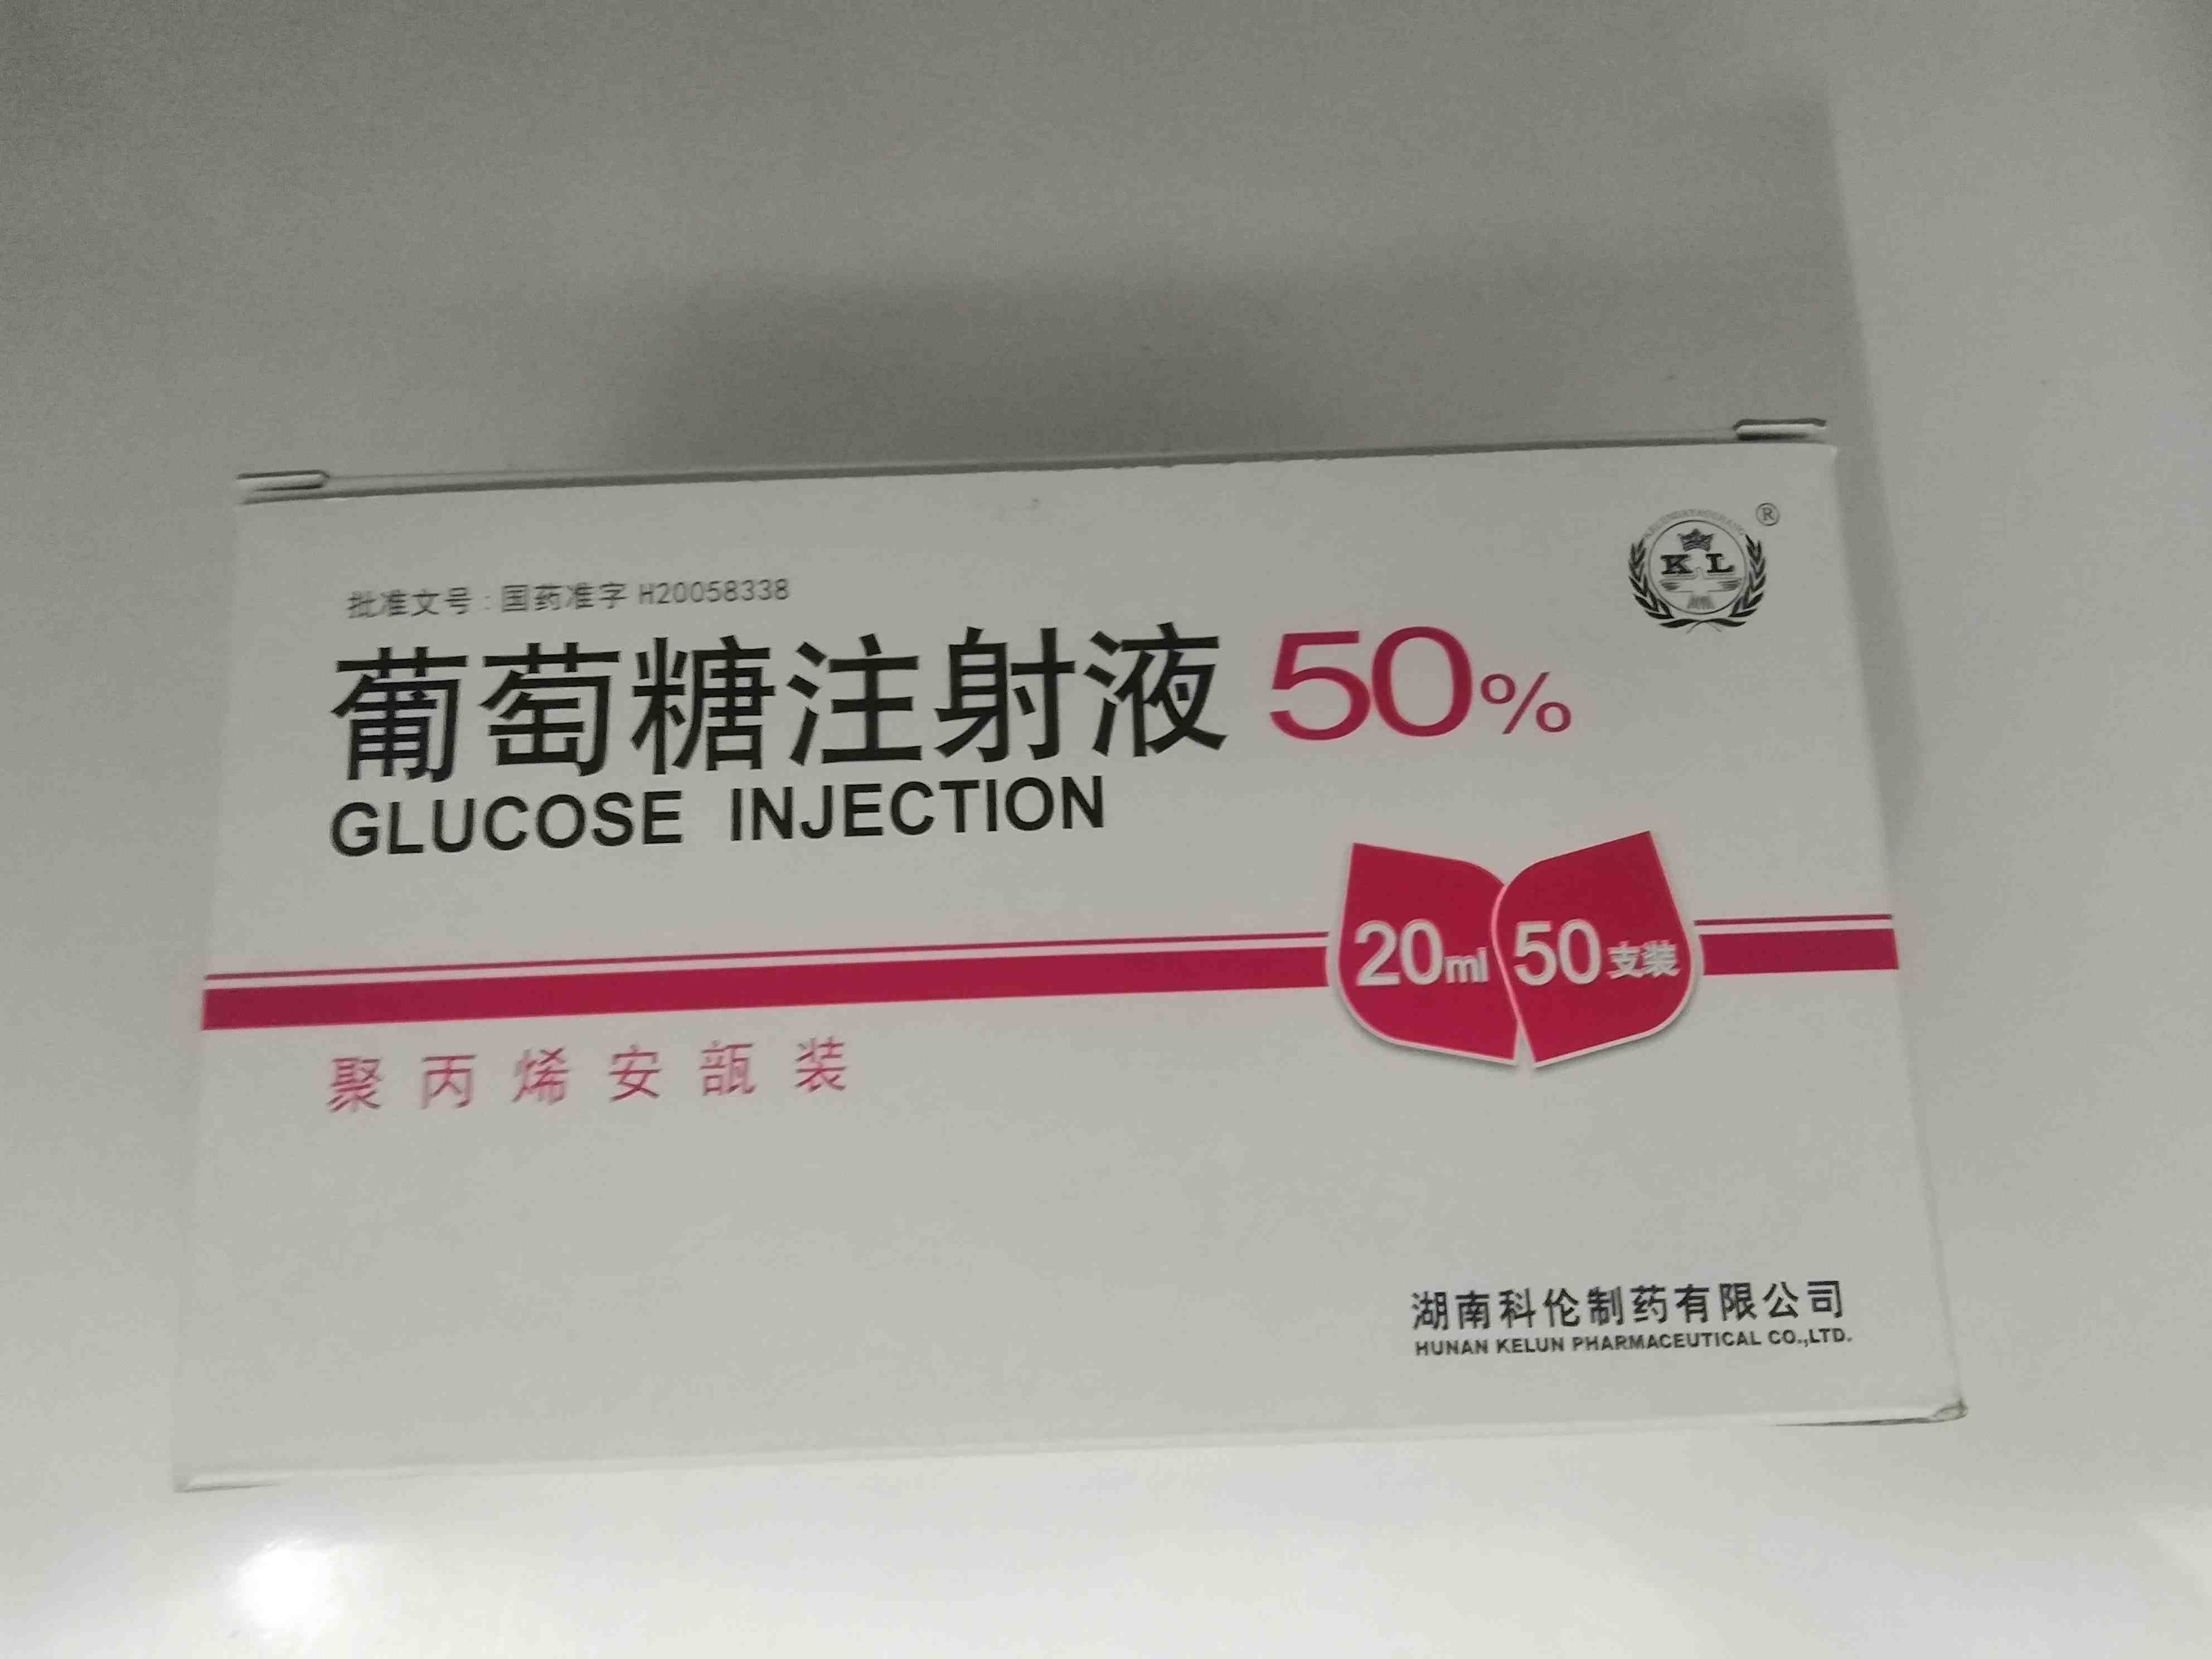 批准文号：国药准字 H20058338
葡萄糖注射液 50%
GLUCOSE INJECTION
20ml 50支装
聚丙烯安瓿装
K L
®
湖南科伦制药有限公司
HUNAN KELUN PHARMACEUTICAL CO.,LTD.